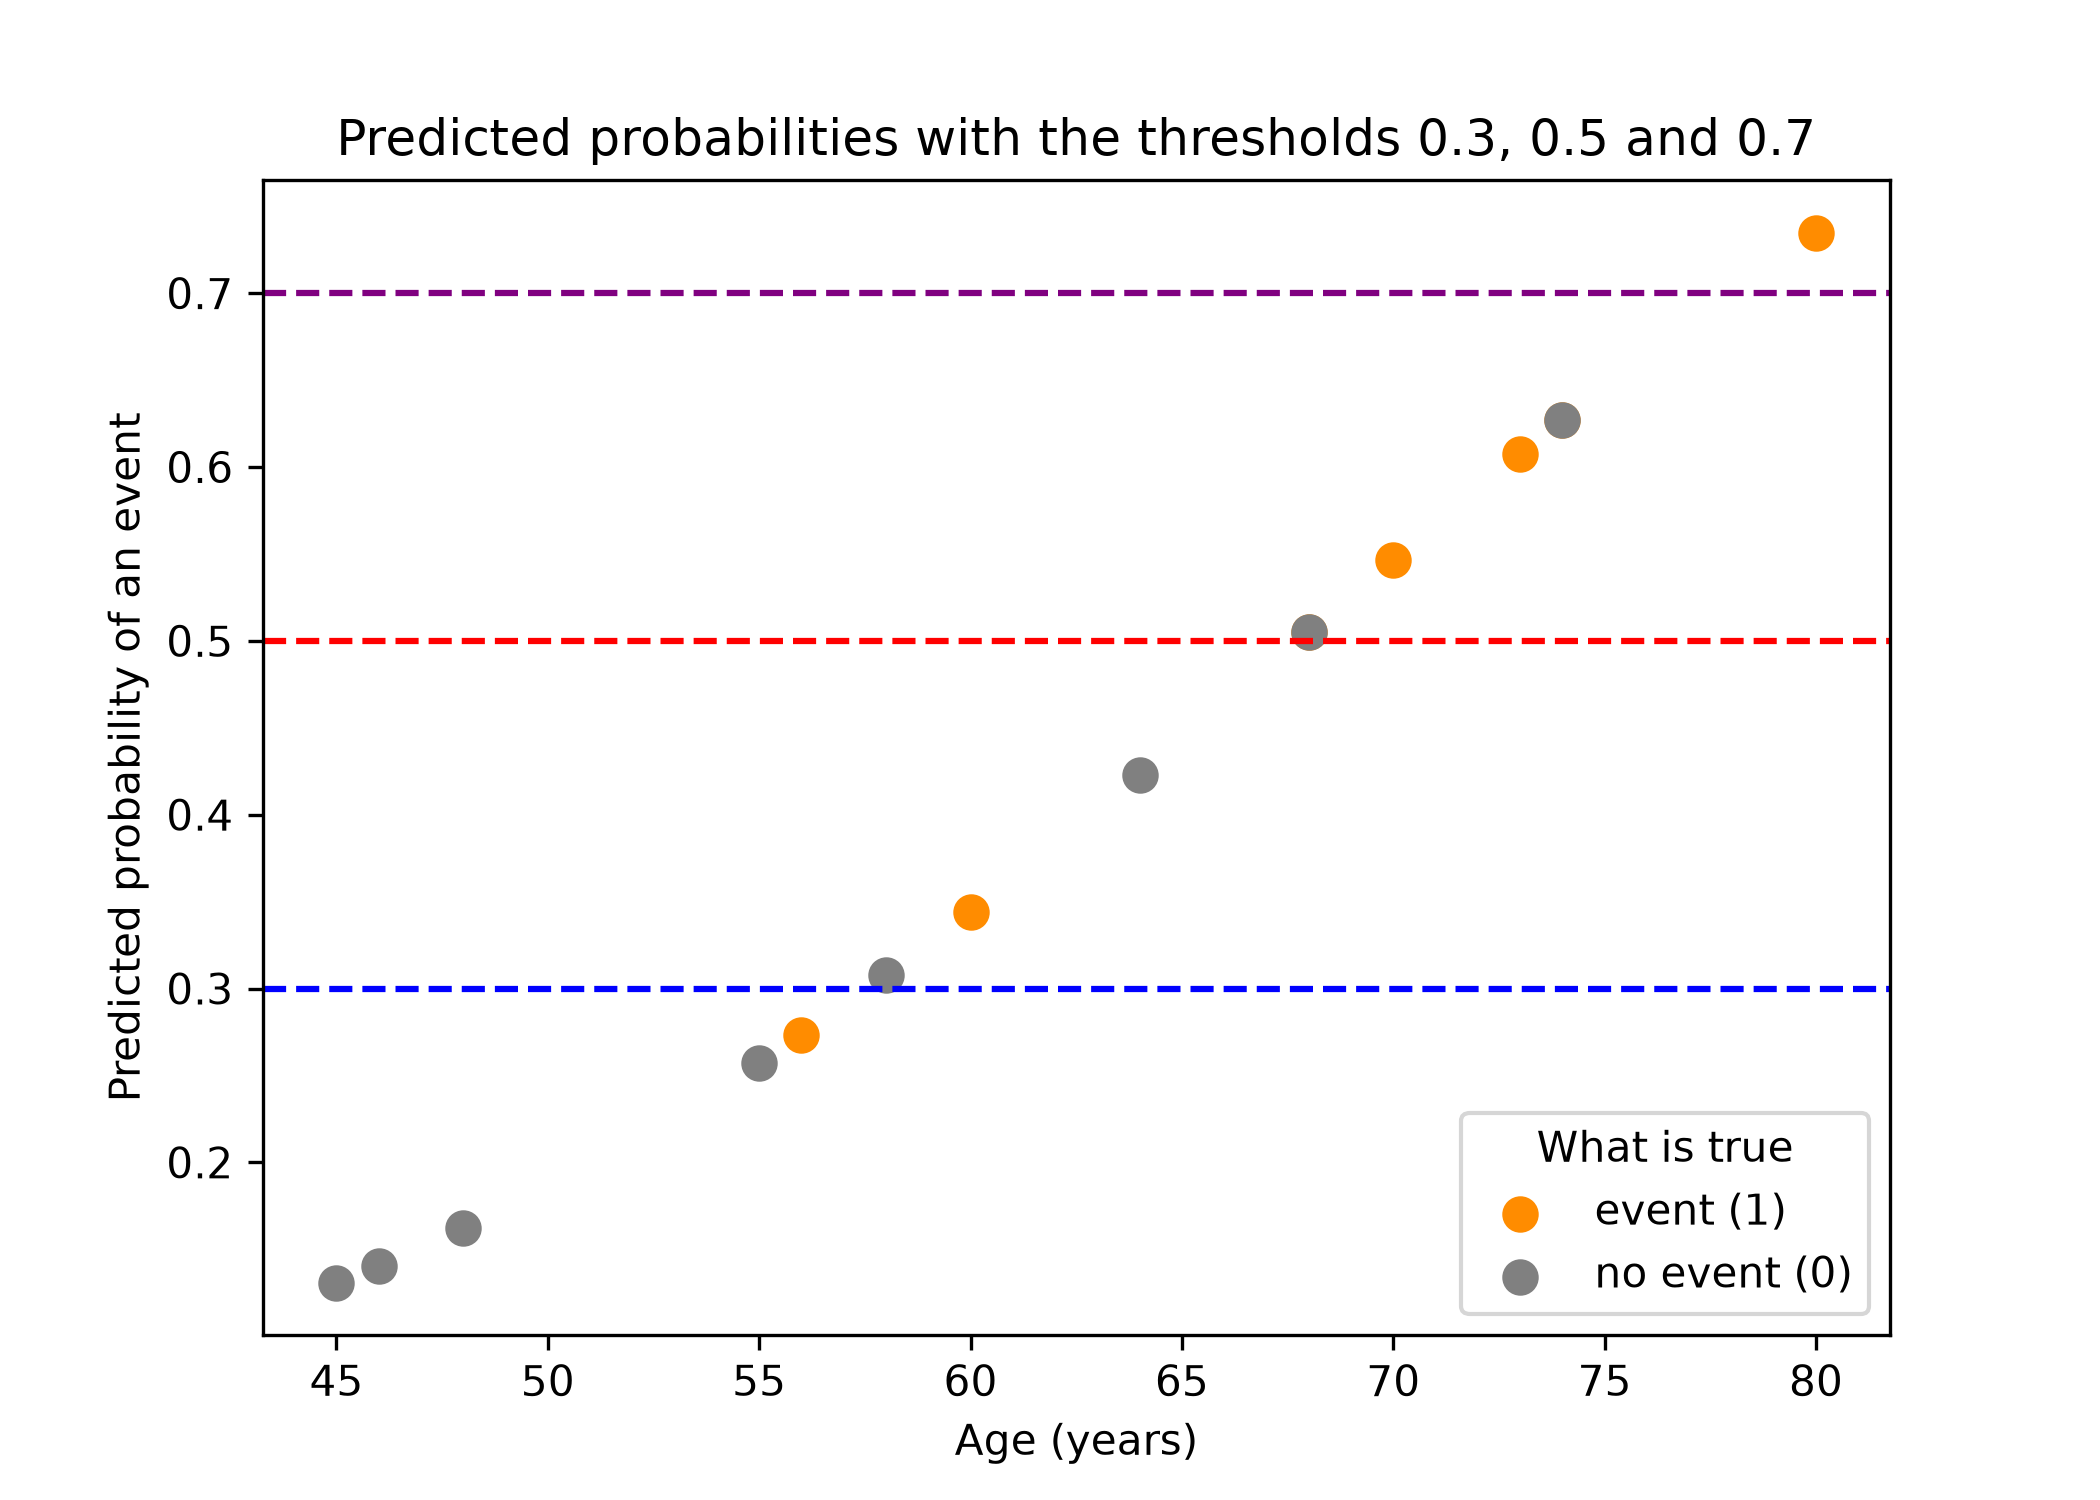 Predicted probabilities with the thresholds 0.3, 0.5 and 0.7
Predicted probability of an event
0.7
0.6
0.5
0.4
0.3
0.2
What is true
event (1)
no event (0)
45 50 55 60 65 70 75 80
Age (years)